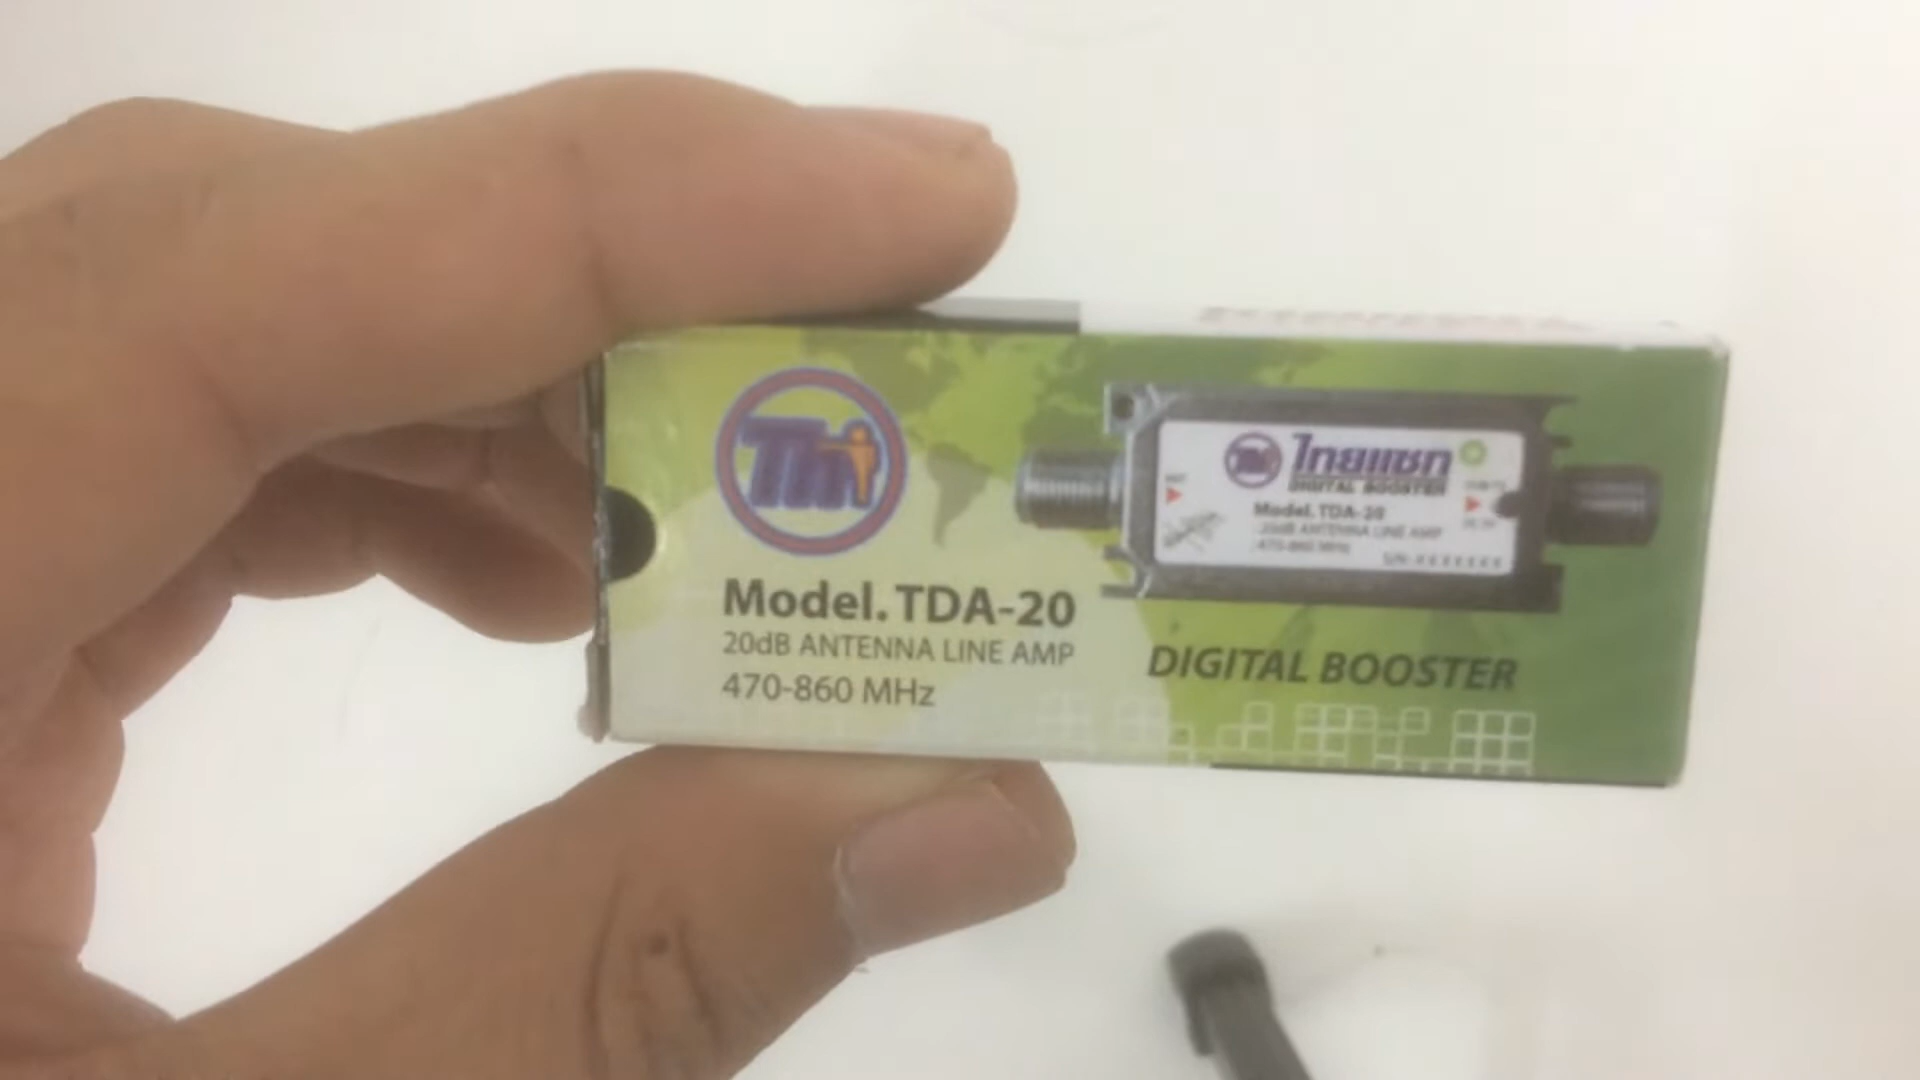 Model. TDA-20
20dB ANTENNA LINE AMP
470-860 MHz
ไทยแซท
DIGITAL BOOSTER
Model. TDA-20
20dB ANTENNA LINE AMP
470-860 MHz
S/N: XXXXXXX
DIGITAL BOOSTER